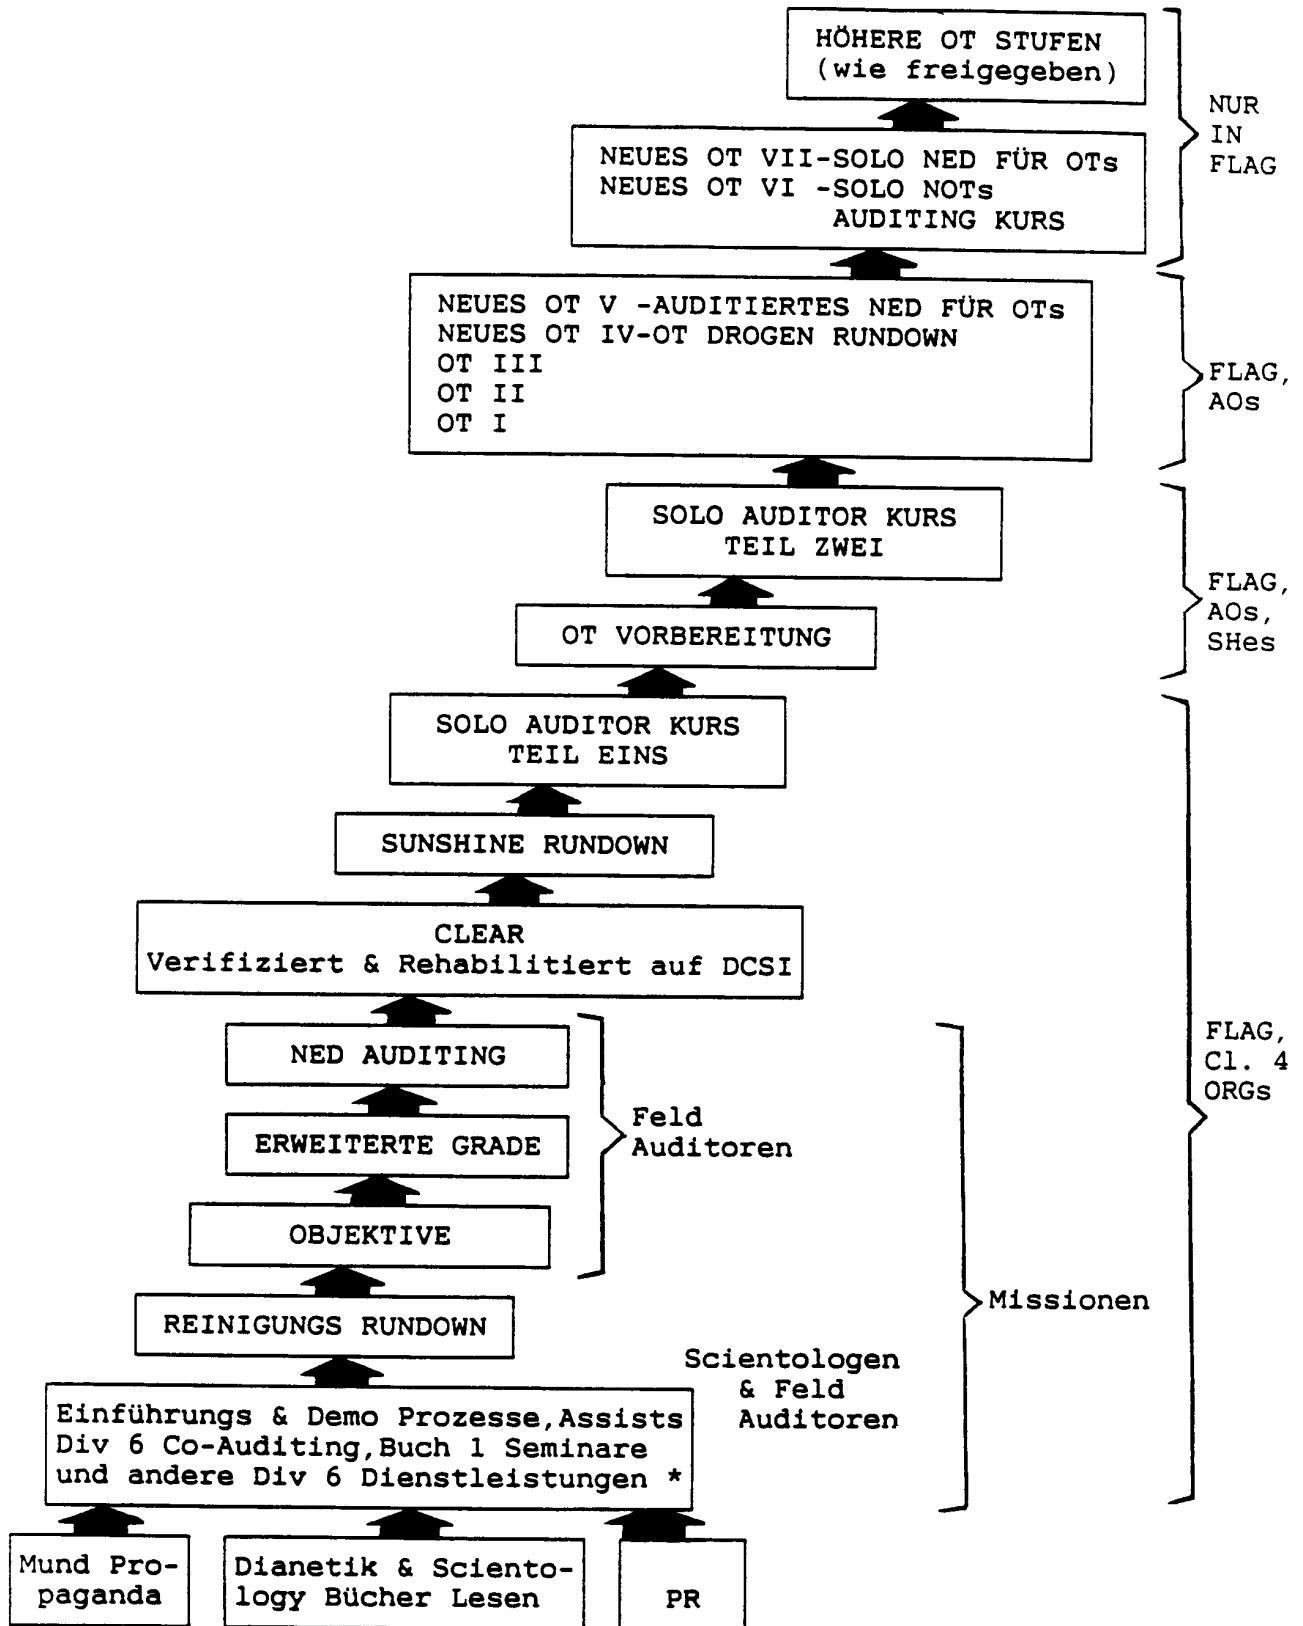 HÖHERE OT STUFEN
(wie freigegeben)
NUR
IN
FLAG
NEUES OT VII-SOLO NED FÜR OTs
NEUES OT VI -SOLO NOTs
AUDITING KURS
NEUES OT V -AUDITIERTES NED FÜR OTs
NEUES OT IV-OT DROGEN RUNDOWN
OT III
OT II
OT I
FLAG,
AOs
SOLO AUDITOR KURS
TEIL ZWEI
OT VORBEREITUNG
FLAG,
AOs,
SHes
SOLO AUDITOR KURS
TEIL EINS
SUNSHINE RUNDOWN
CLEAR
Verifiziert & Rehabilitiert auf DCSI
NED AUDITING
ERWEITERTE GRADE
OBJEKTIVE
Feld
Auditoren
FLAG,
Cl. 4
ORGs
REINIGUNGS RUNDOWN
Missionen
Scientologen
& Feld
Auditoren
Einführungs & Demo Prozesse,Assists
Div 6 Co-Auditing,Buch 1 Seminare
und andere Div 6 Dienstleistungen *
Mund Pro-
paganda
Dianetik & Sciento-
logy Bücher Lesen
PR